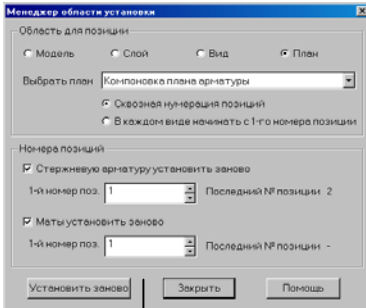 Менеджер области установки
Область для позиции
Модель Слой Вид План
Выбрать план Компоновка плана арматуры
Сквозная нумерация позиций
В каждом виде начинать с 1-го номера позиции
Номера позиций
Стержневую арматуру установить заново
1-й номер поз. 1 Последний № позиции 2
Маты установить заново
1-й номер поз. 1 Последний № позиции -
Установить заново Закрыть Помощь